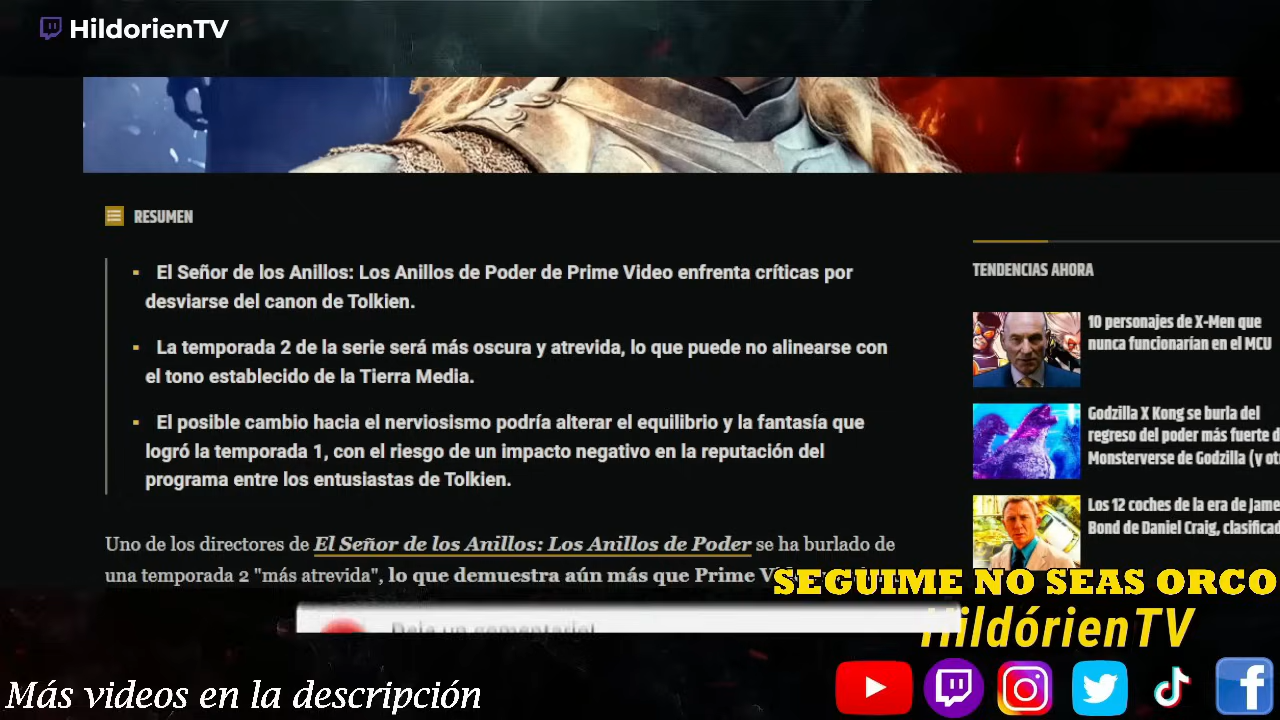 HildorienTV
RESUMEN
El Señor de los Anillos: Los Anillos de Poder de Prime Video enfrenta críticas por
desviarse del canon de Tolkien.
La temporada 2 de la serie será más oscura y atrevida, lo que puede no alinearse con
el tono establecido de la Tierra Media.
El posible cambio hacia el nerviosismo podría alterar el equilibrio y la fantasía que
logró la temporada 1, con el riesgo de un impacto negativo en la reputación del
programa entre los entusiastas de Tolkien.
Uno de los directores de El Señor de los Anillos: Los Anillos de Poder se ha burlado de
una temporada 2 "más atrevida", lo que demuestra aún más que Prime
TENDENCIAS AHORA
10 personajes de X-Men que
nunca funcionarían en el MCU
Godzilla X Kong se burla del
regreso del poder más fuerte
Monsterverse de Godzilla (y
Los 12 coches de la era de
Bond de Daniel Craig,
SEGUIME NO SEAS ORCO
HildórienTV
Deja un comentario!
Más videos en la descripción